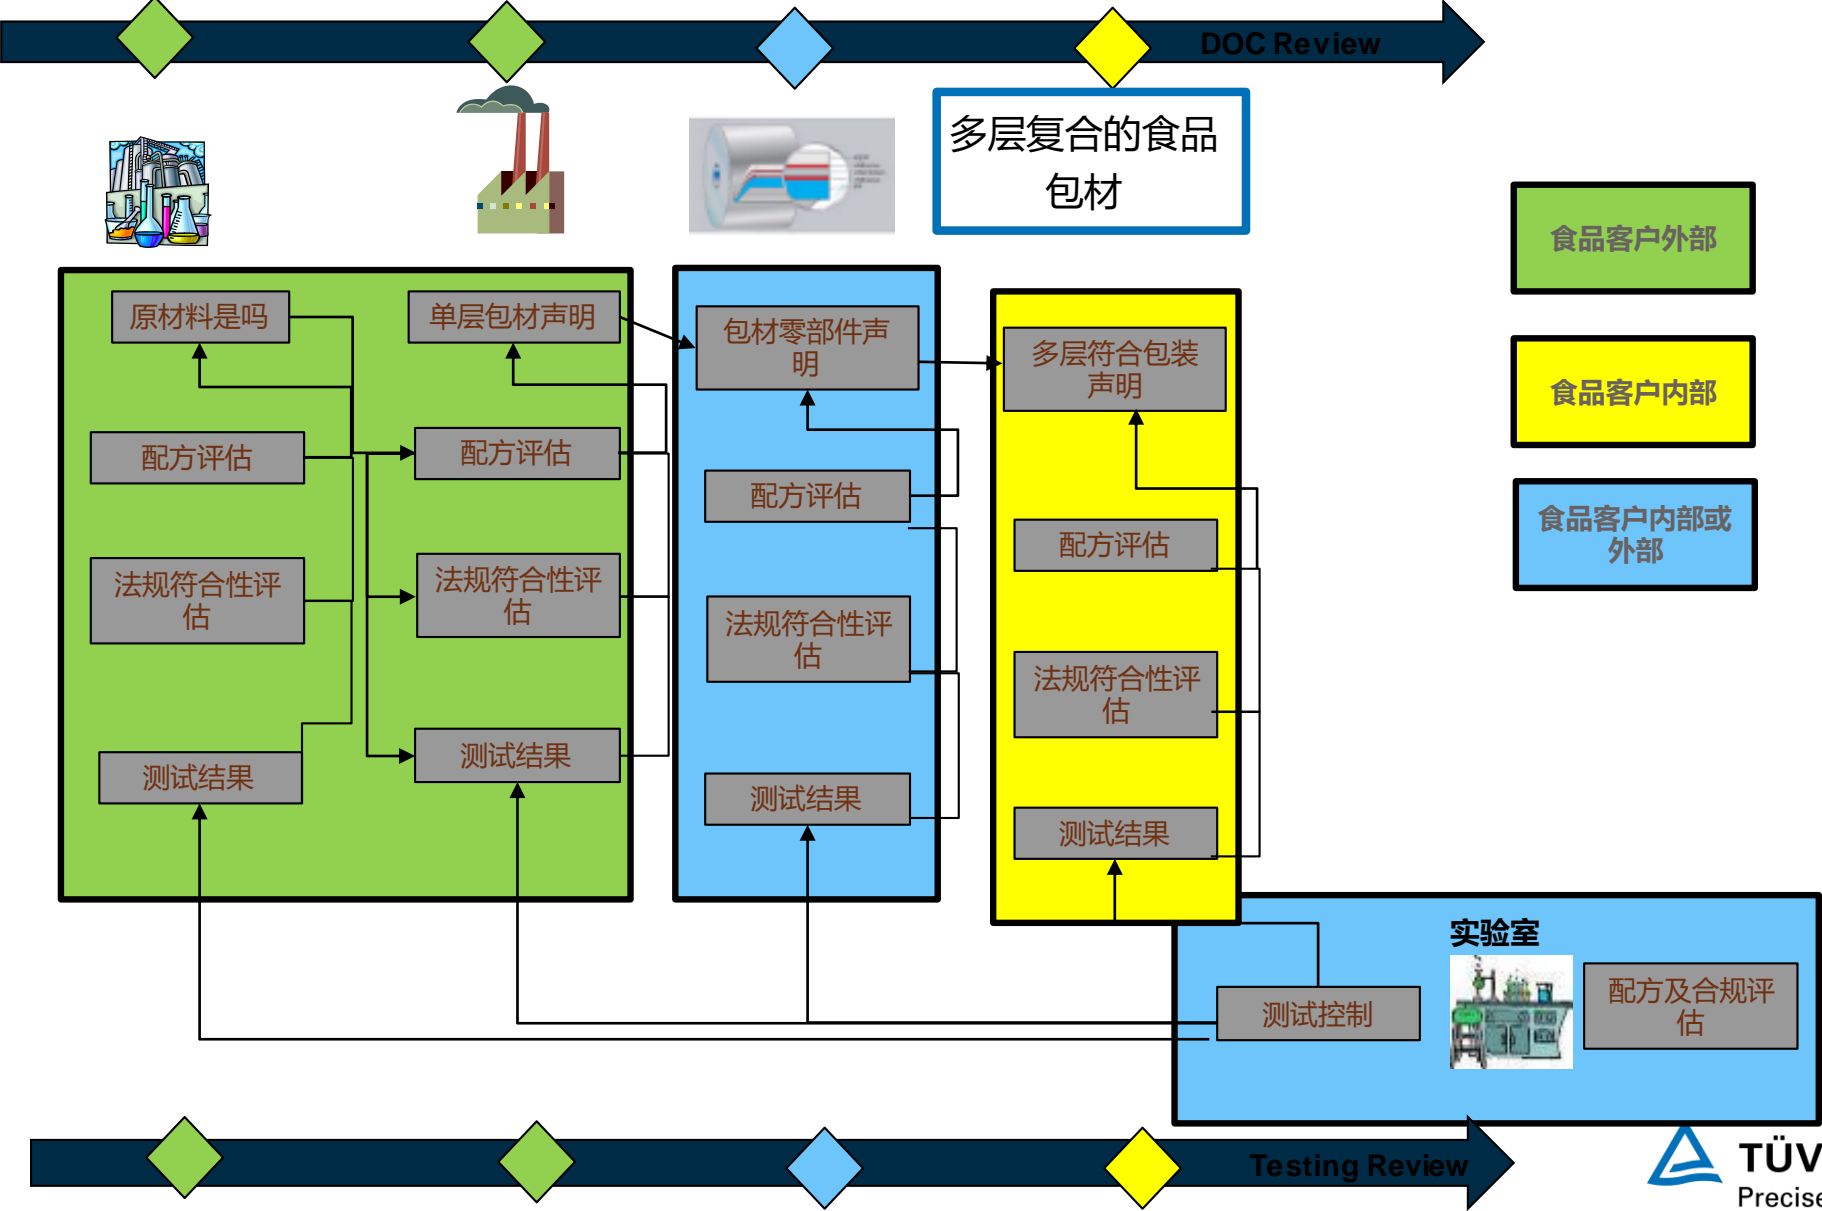 DOC Review
多层复合的食品
包材
食品客户外部
食品客户内部
食品客户内部或
外部
原材料是吗
配方评估
法规符合性评
估
测试结果
单层包材声明
配方评估
法规符合性评
估
测试结果
包材零部件声
明
配方评估
法规符合性评
估
测试结果
多层符合包装
声明
配方评估
法规符合性评
估
测试结果
实验室
测试控制
配方及合规评
估
Testing Review
TÜV
Precise